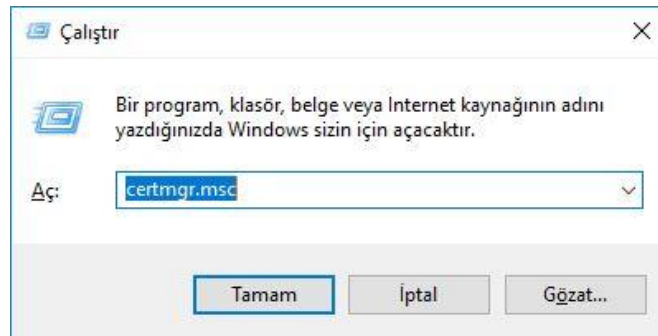 Çalıştır
Bir program, klasör, belge veya Internet kaynağının adını
yazdığınızda Windows sizin için açacaktır.
Aç:
certmgr.msc
Tamam
İptal
Gözat...